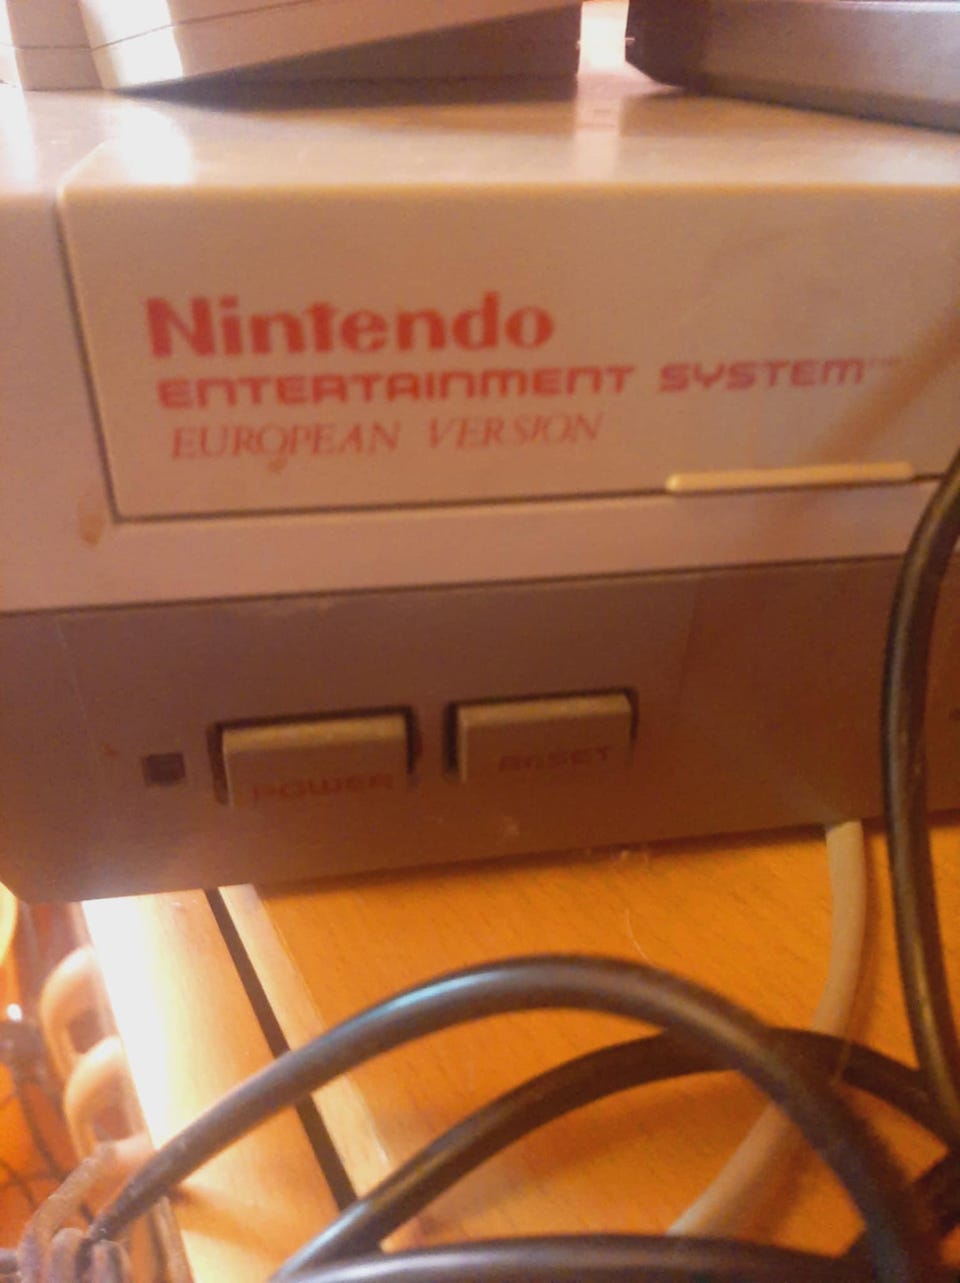 Nintendo
ENTERTAINMENT SYSTEM™
EUROPEAN VERSION
POWER
RESET